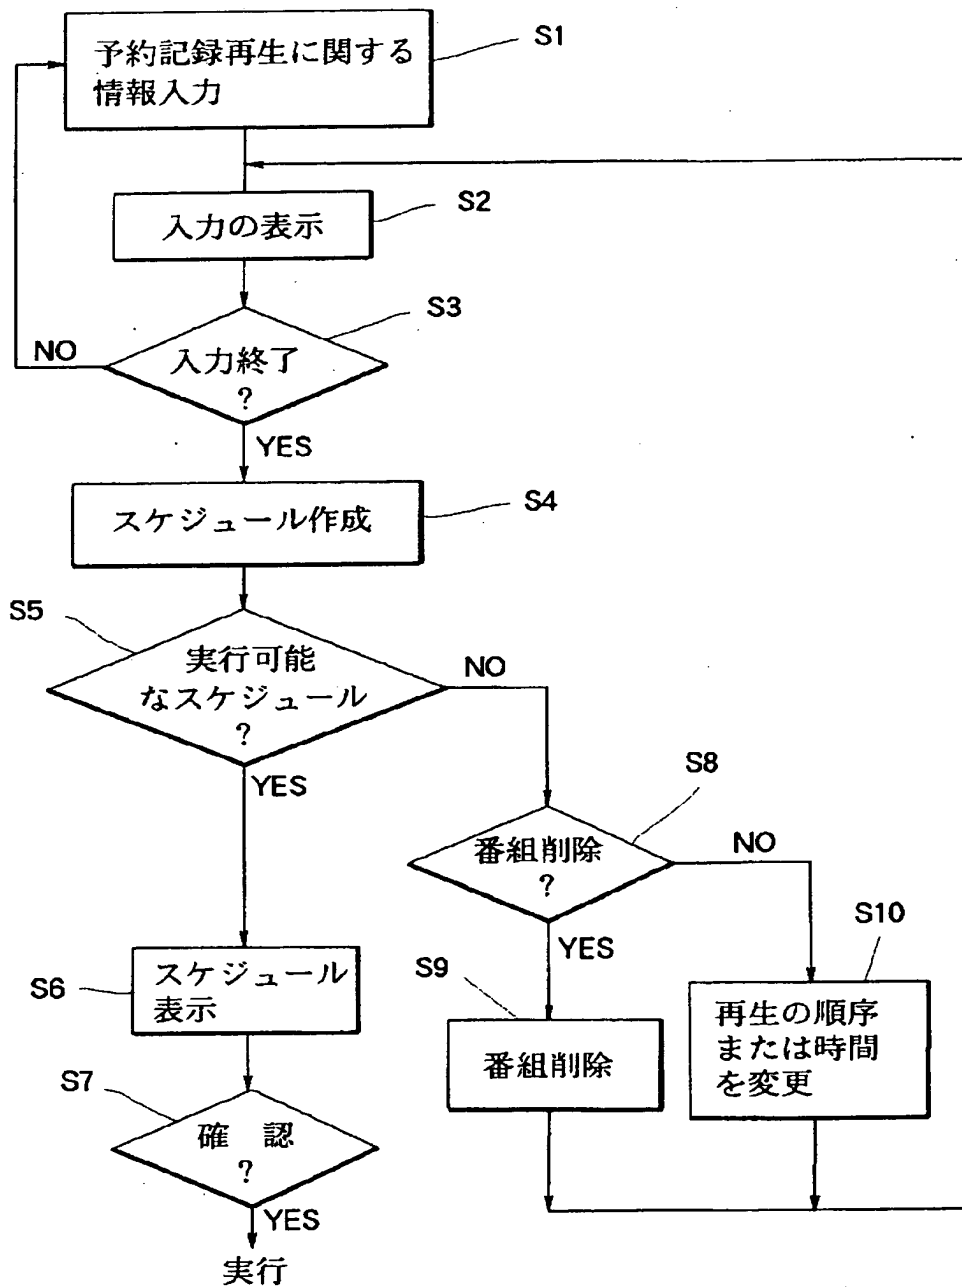 予約記録再生に関する
情報入力
S1
入力の表示
S2
入力終了
?
S3
NO
YES
スケジュール作成
S4
S5
実行可能
なスケジュール
?
NO
YES
S8
番組削除
?
NO
YES
S6
スケジュール
表示
S9
番組削除
S10
再生の順序
または時間
を変更
S7
確 認
?
YES
実行